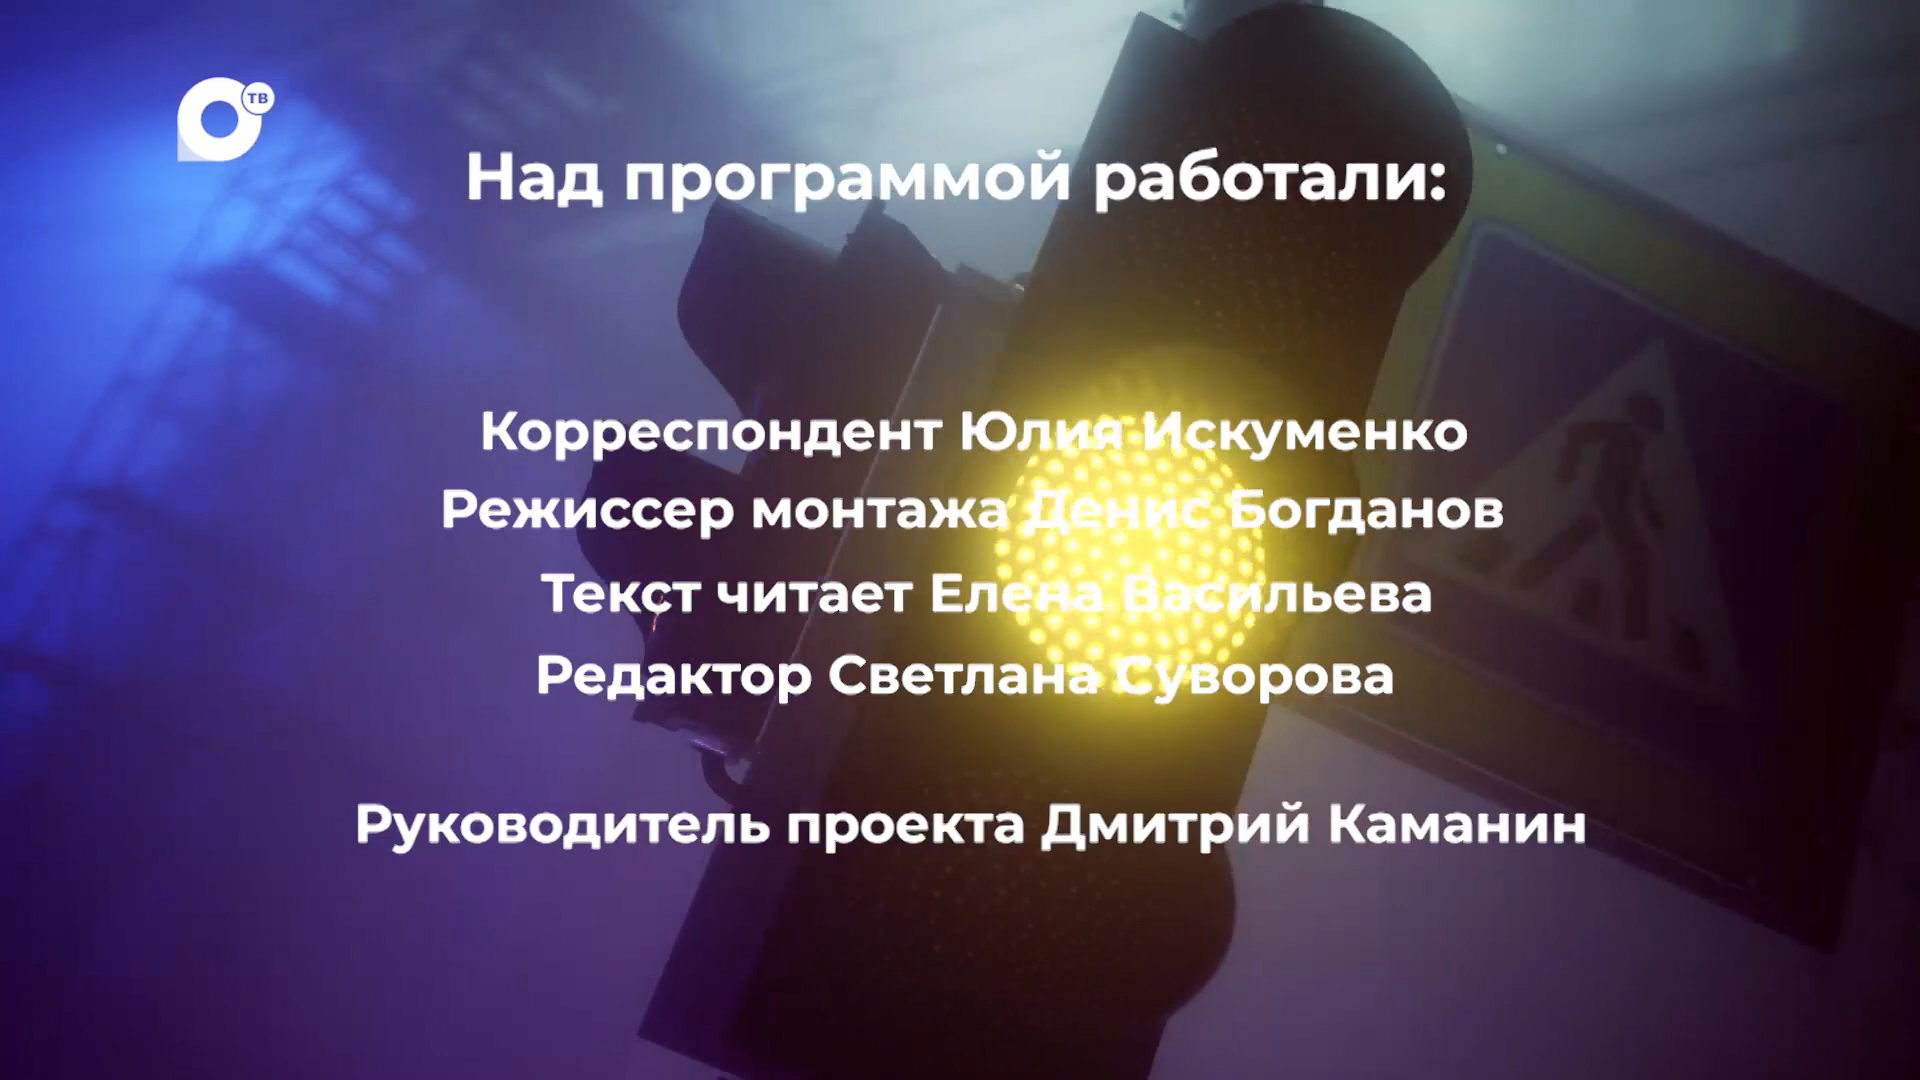 ТВ
Над программой работали:
Корреспондент Юлия Искуменко
Режиссер монтажа Денис Богданов
Текст читает Елена Васильева
Редактор Светлана Суворова
Руководитель проекта Дмитрий Каманин